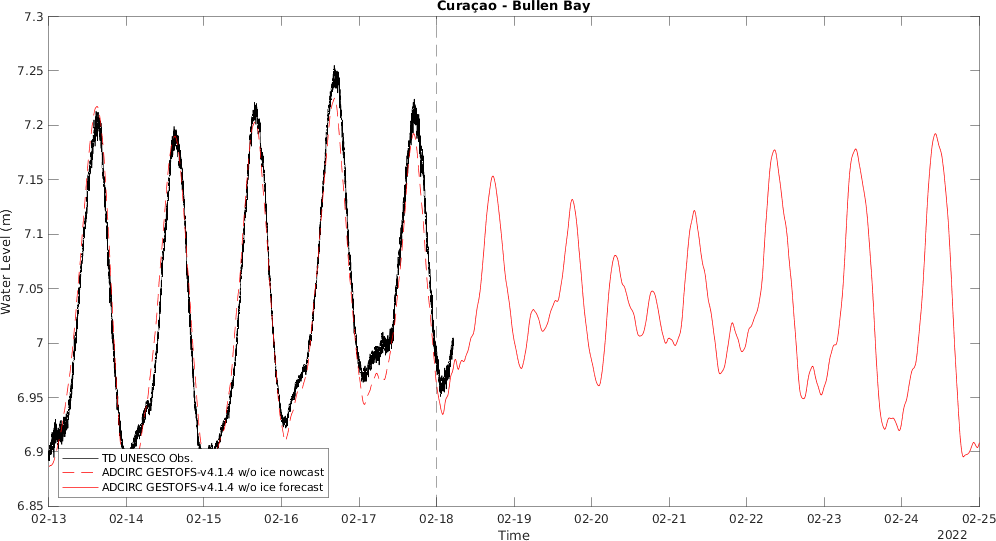 Curaçao - Bullen Bay
7.3
7.25
7.2
7.15
7.1
7.05
7
6.95
6.9
6.85
Water Level (m)
TD UNESCO Obs.
ADCIRC GESTOFS-v4.1.4 w/o ice nowcast
ADCIRC GESTOFS-v4.1.4 w/o ice forecast
02-13 02-14 02-15 02-16 02-17 02-18 02-19 02-20 02-21 02-22 02-23 02-24 02-25
Time
2022